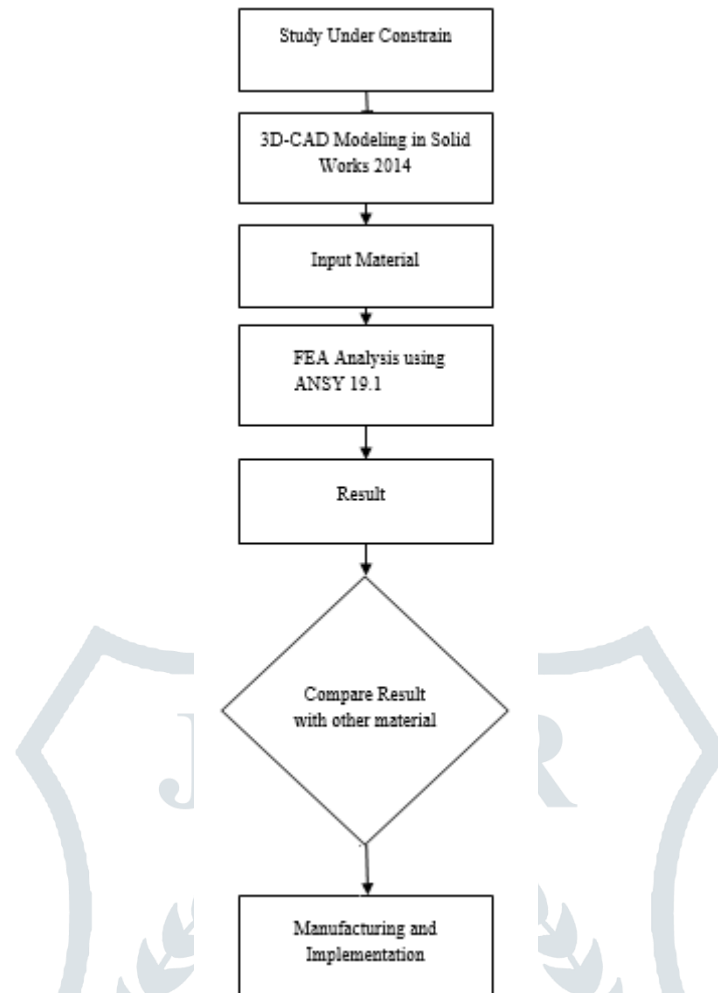 Study Under Constrain
3D-CAD Modeling in Solid
Works 2014
Input Material
FEA Analysis using
ANSY 19.1
Result
Compare Result
with other material
J R
Manufacturing and
Implementation